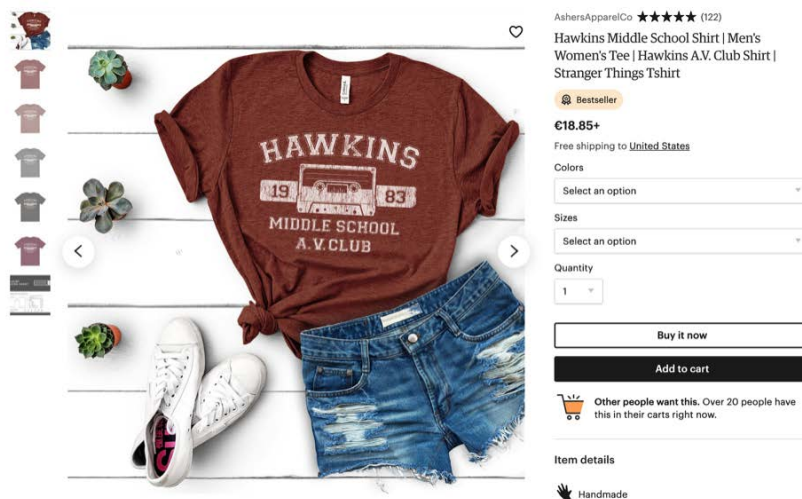 AshersApparelCo ★★★★★ (122)
Hawkins Middle School Shirt | Men's
Women's Tee | Hawkins A.V. Club Shirt |
Stranger Things Tshirt
Bestseller
€18.85+
Free shipping to United States
Colors
Select an option
Sizes
Select an option
Quantity
1
Buy it now
Add to cart
Other people want this. Over 20 people have
this in their carts right now.
Item details
Handmade
HAWKINS
19 83
MIDDLE SCHOOL
A.V. CLUB